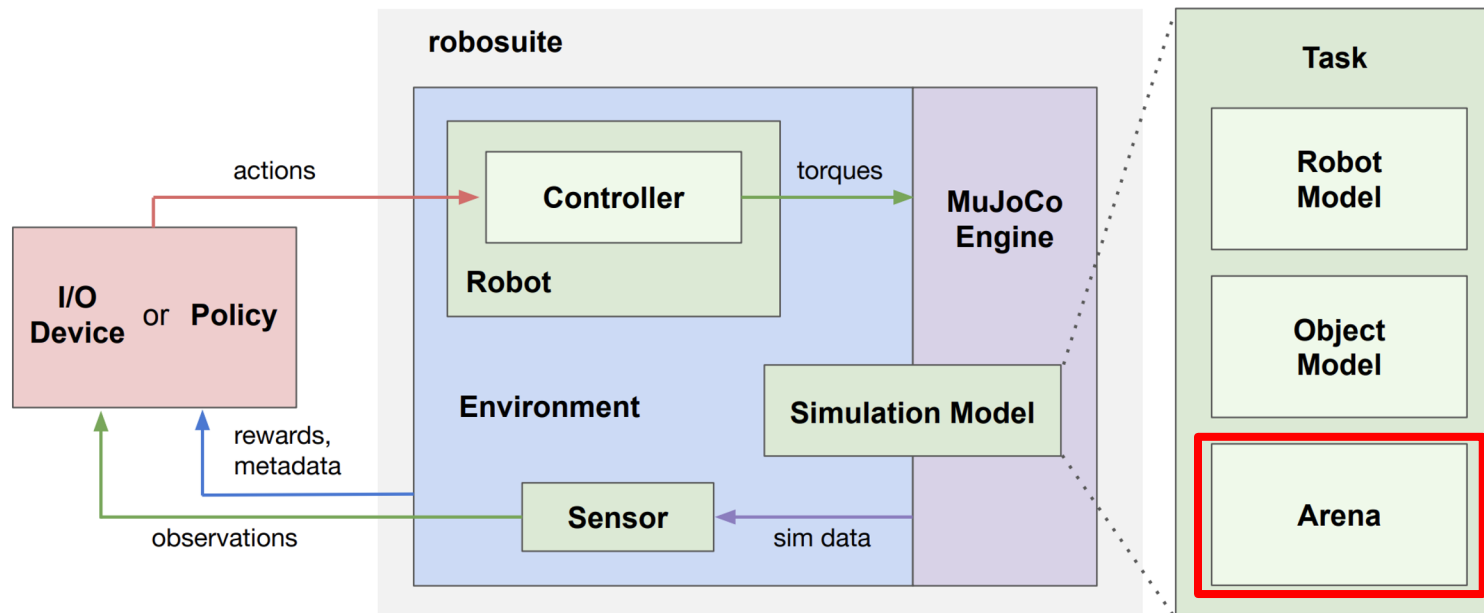 robosuite
Task
Robot
Model
Object
Model
Arena
actions
Controller
torques
MuJoCo
Engine
Robot
I/O
Device
or
Policy
Environment
Simulation Model
rewards,
metadata
Sensor
observations
sim data